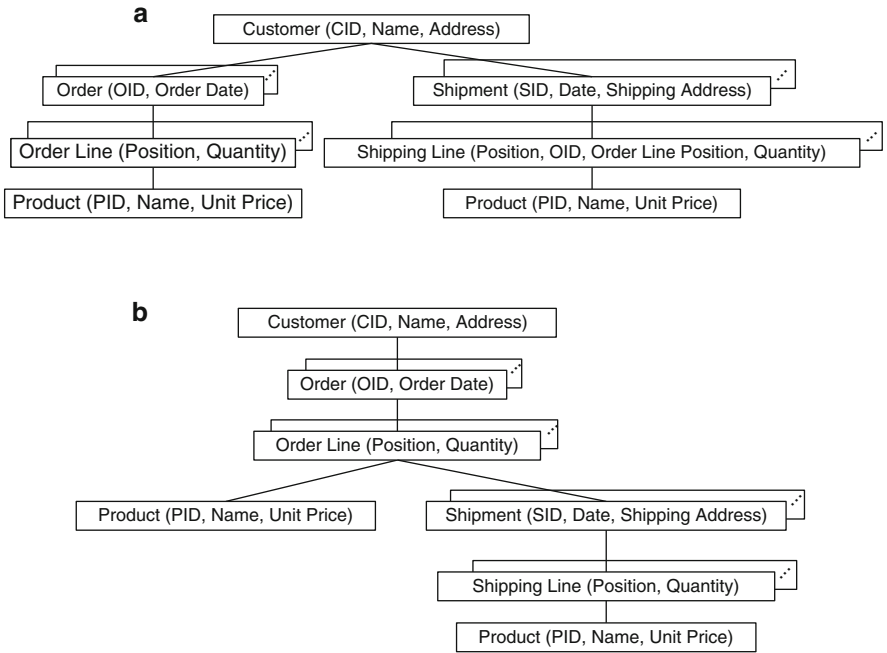 a
Customer (CID, Name, Address)
Order (OID, Order Date)
Shipment (SID, Date, Shipping Address)
Order Line (Position, Quantity)
Shipping Line (Position, OID, Order Line Position, Quantity)
Product (PID, Name, Unit Price)
Product (PID, Name, Unit Price)
b
Customer (CID, Name, Address)
Order (OID, Order Date)
Order Line (Position, Quantity)
Product (PID, Name, Unit Price)
Shipment (SID, Date, Shipping Address)
Shipping Line (Position, Quantity)
Product (PID, Name, Unit Price)